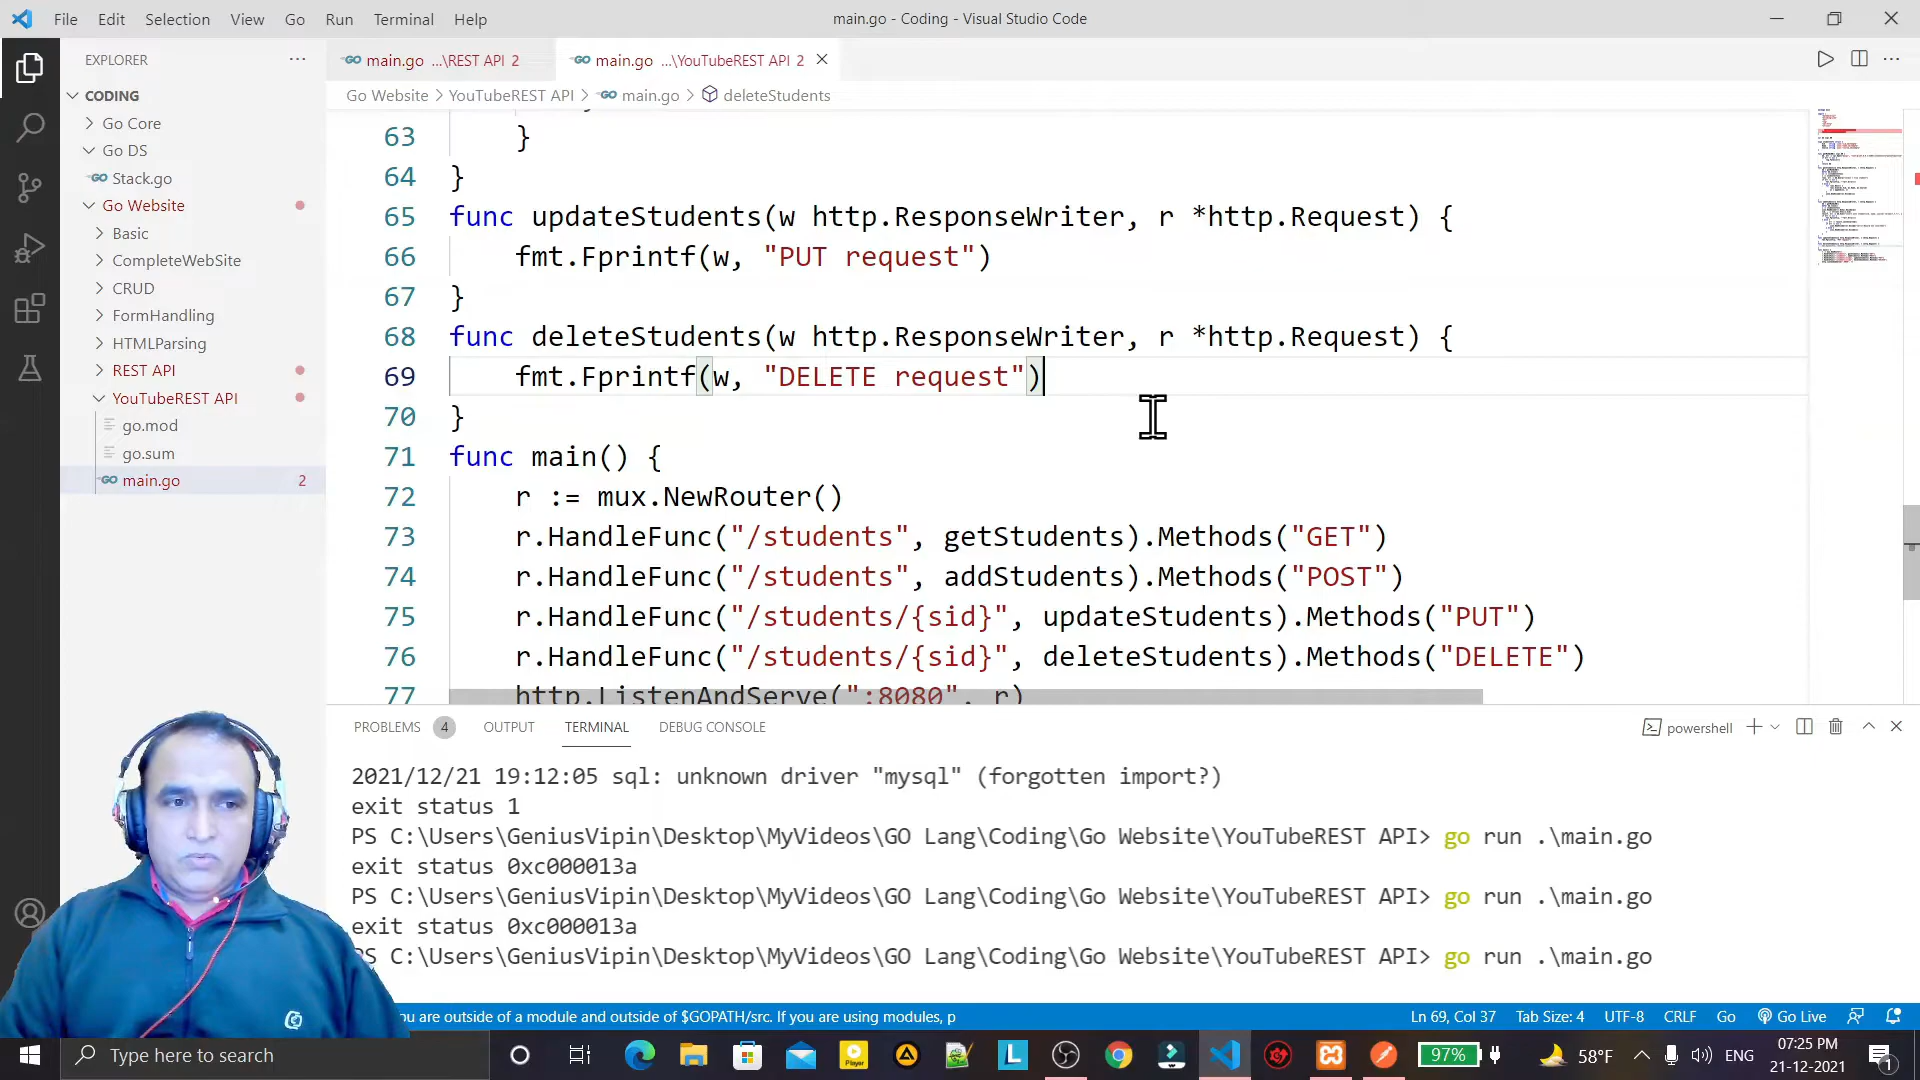 File Edit Selection View Go Run Terminal Help
main.go - Coding - Visual Studio Code
EXPLORER
CODING
Go Core
Go DS
Stack.go
Go Website
Basic
CompleteWebSite
CRUD
FormHandling
HTMLParsing
REST API
YouTubeREST API
go.mod
go.sum
main.go 2
main.go ...\REST API 2
main.go ...\YouTubeREST API 2
Go Website > YouTubeREST API > main.go > deleteStudents
63 }
64 }
65 func updateStudents(w http.ResponseWriter, r *http.Request) {
66 fmt.Fprintf(w, "PUT request")
67 }
68 func deleteStudents(w http.ResponseWriter, r *http.Request) {
69 fmt.Fprintf(w, "DELETE request")
70 }
71 func main() {
72 r := mux.NewRouter()
73 r.HandleFunc("/students", getStudents).Methods("GET")
74 r.HandleFunc("/students", addStudents).Methods("POST")
75 r.HandleFunc("/students/{sid}", updateStudents).Methods("PUT")
76 r.HandleFunc("/students/{sid}", deleteStudents).Methods("DELETE")
77 http.ListenAndServe(":8080", r)
PROBLEMS 4 OUTPUT TERMINAL DEBUG CONSOLE
powershell
2021/12/21 19:12:05 sql: unknown driver "mysql" (forgotten import?)
exit status 1
PS C:\Users\GeniusVipin\Desktop\MyVideos\GO Lang\Coding\Go Website\YouTubeREST API> go run .\main.go
exit status 0xc000013a
PS C:\Users\GeniusVipin\Desktop\MyVideos\GO Lang\Coding\Go Website\YouTubeREST API> go run .\main.go
exit status 0xc000013a
PS C:\Users\GeniusVipin\Desktop\MyVideos\GO Lang\Coding\Go Website\YouTubeREST API> go run .\main.go
you are outside of a module and outside of $GOPATH/src. If you are using modules, p
Ln 69, Col 37 Tab Size: 4 UTF-8 CRLF Go Go Live
Type here to search
Player
97%
58°F
ENG
07:25 PM
21-12-2021
1